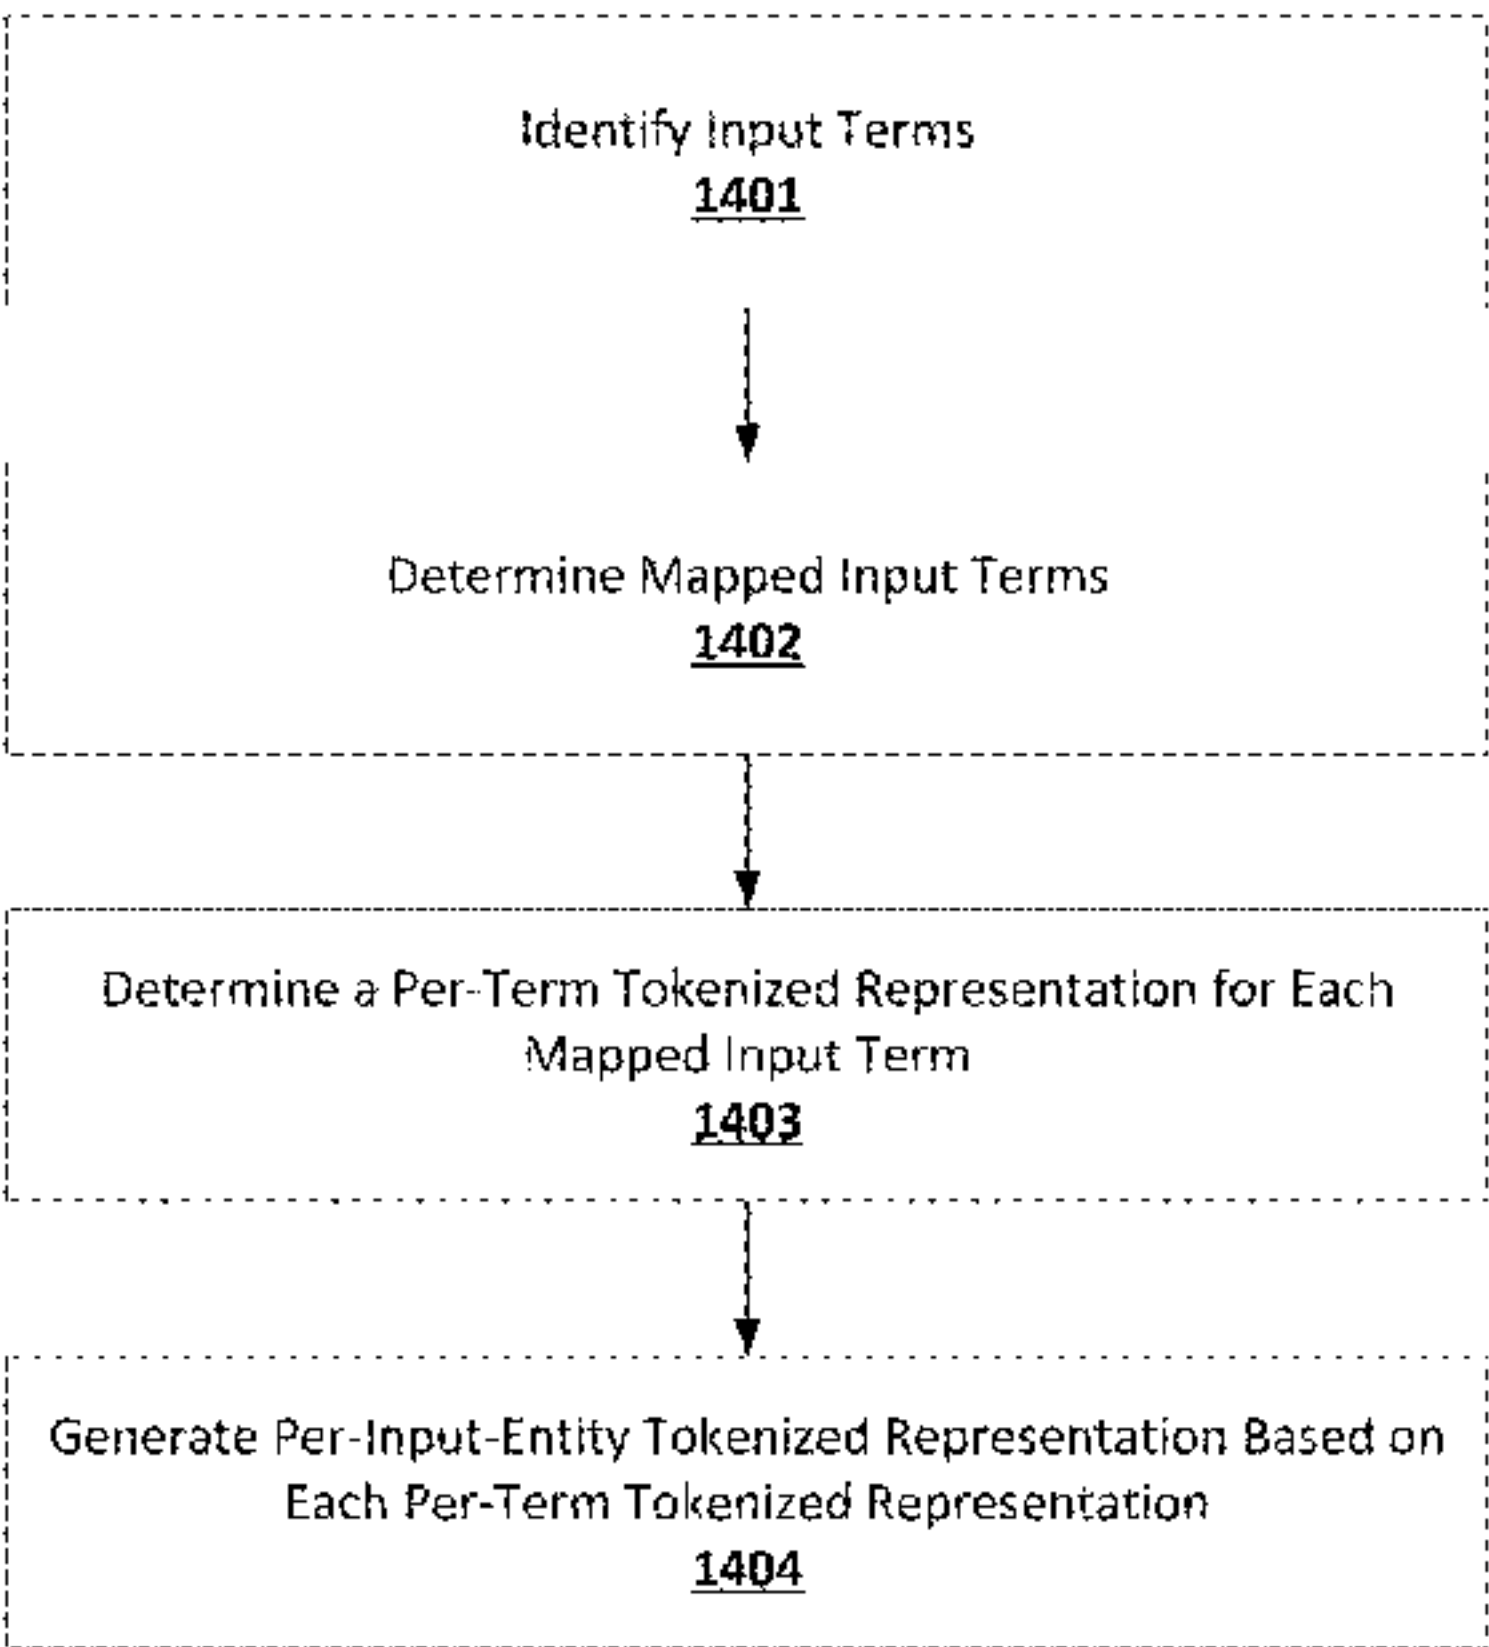 Identify Input Terms
1401
Determine Mapped Input Terms
1402
Determine a Per-Term Tokenized Representation for Each
Mapped Input Term
1403
Generate Per-Input-Entity Tokenized Representation Based on
Each Per-Term Tokenized Representation
1404